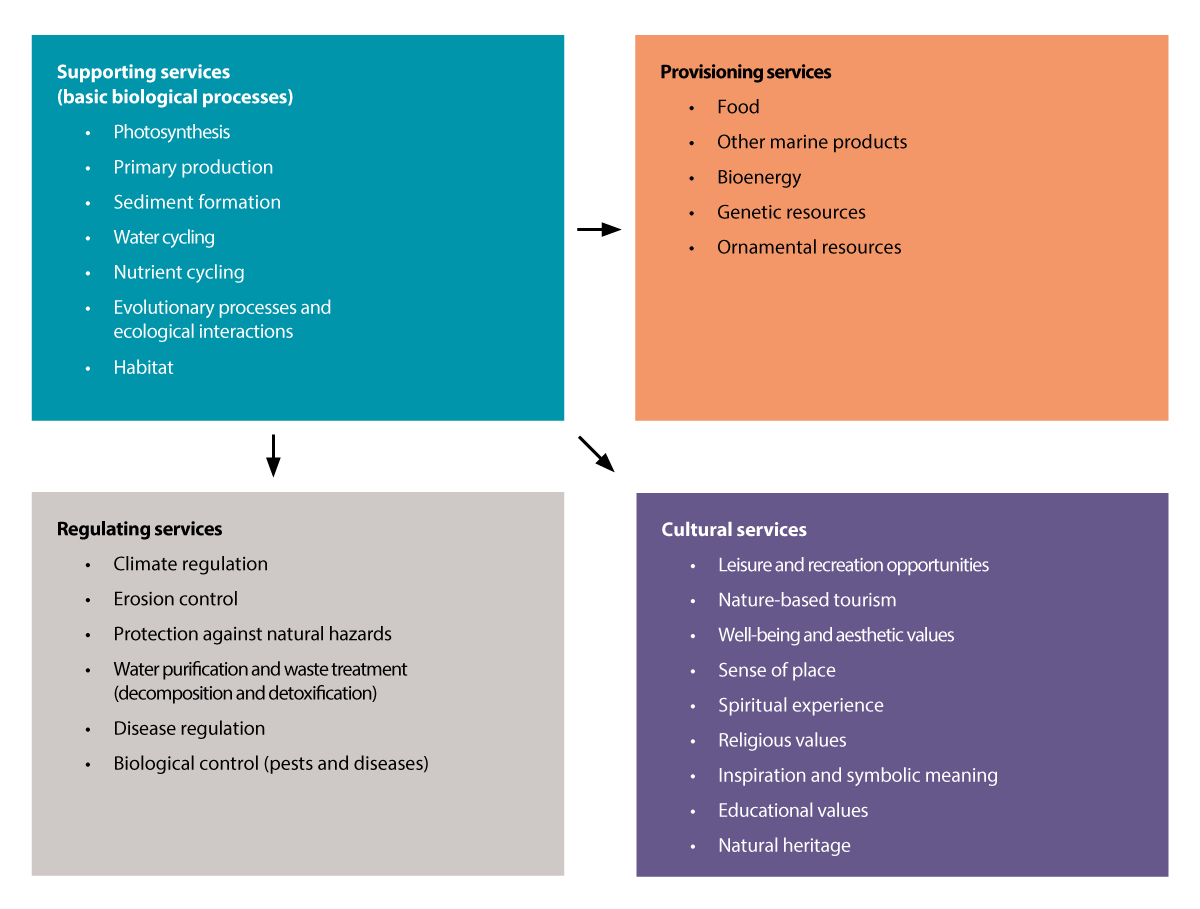 Supporting services
(basic biological processes)
• Photosynthesis
• Primary production
• Sediment formation
• Water cycling
• Nutrient cycling
• Evolutionary processes and
ecological interactions
• Habitat
Provisioning services
• Food
• Other marine products
• Bioenergy
• Genetic resources
• Ornamental resources
Regulating services
• Climate regulation
• Erosion control
• Protection against natural hazards
• Water purification and waste treatment
(decomposition and detoxification)
• Disease regulation
• Biological control (pests and diseases)
Cultural services
• Leisure and recreation opportunities
• Nature-based tourism
• Well-being and aesthetic values
• Sense of place
• Spiritual experience
• Religious values
• Inspiration and symbolic meaning
• Educational values
• Natural heritage